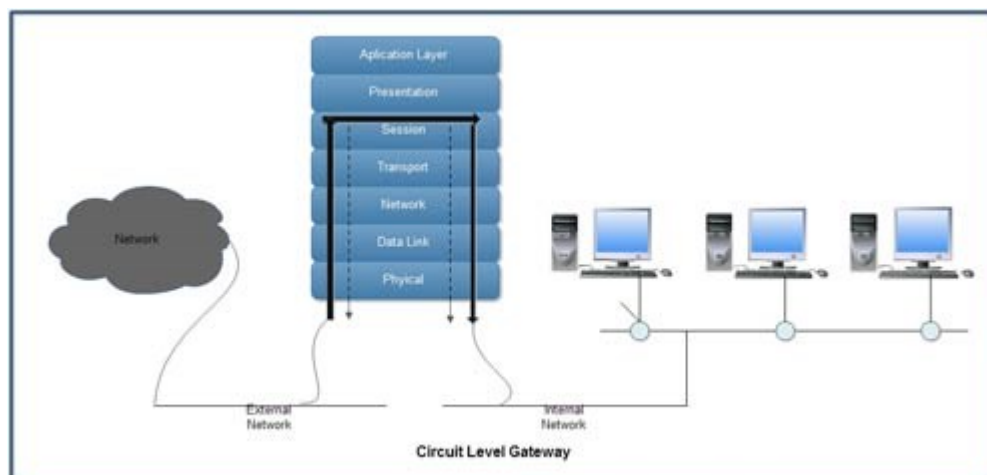 Aplication Layer
Presentation
Session
Transport
Network
Data Link
Phyical
Network
External
Network
Internal
Network
Circuit Level Gateway